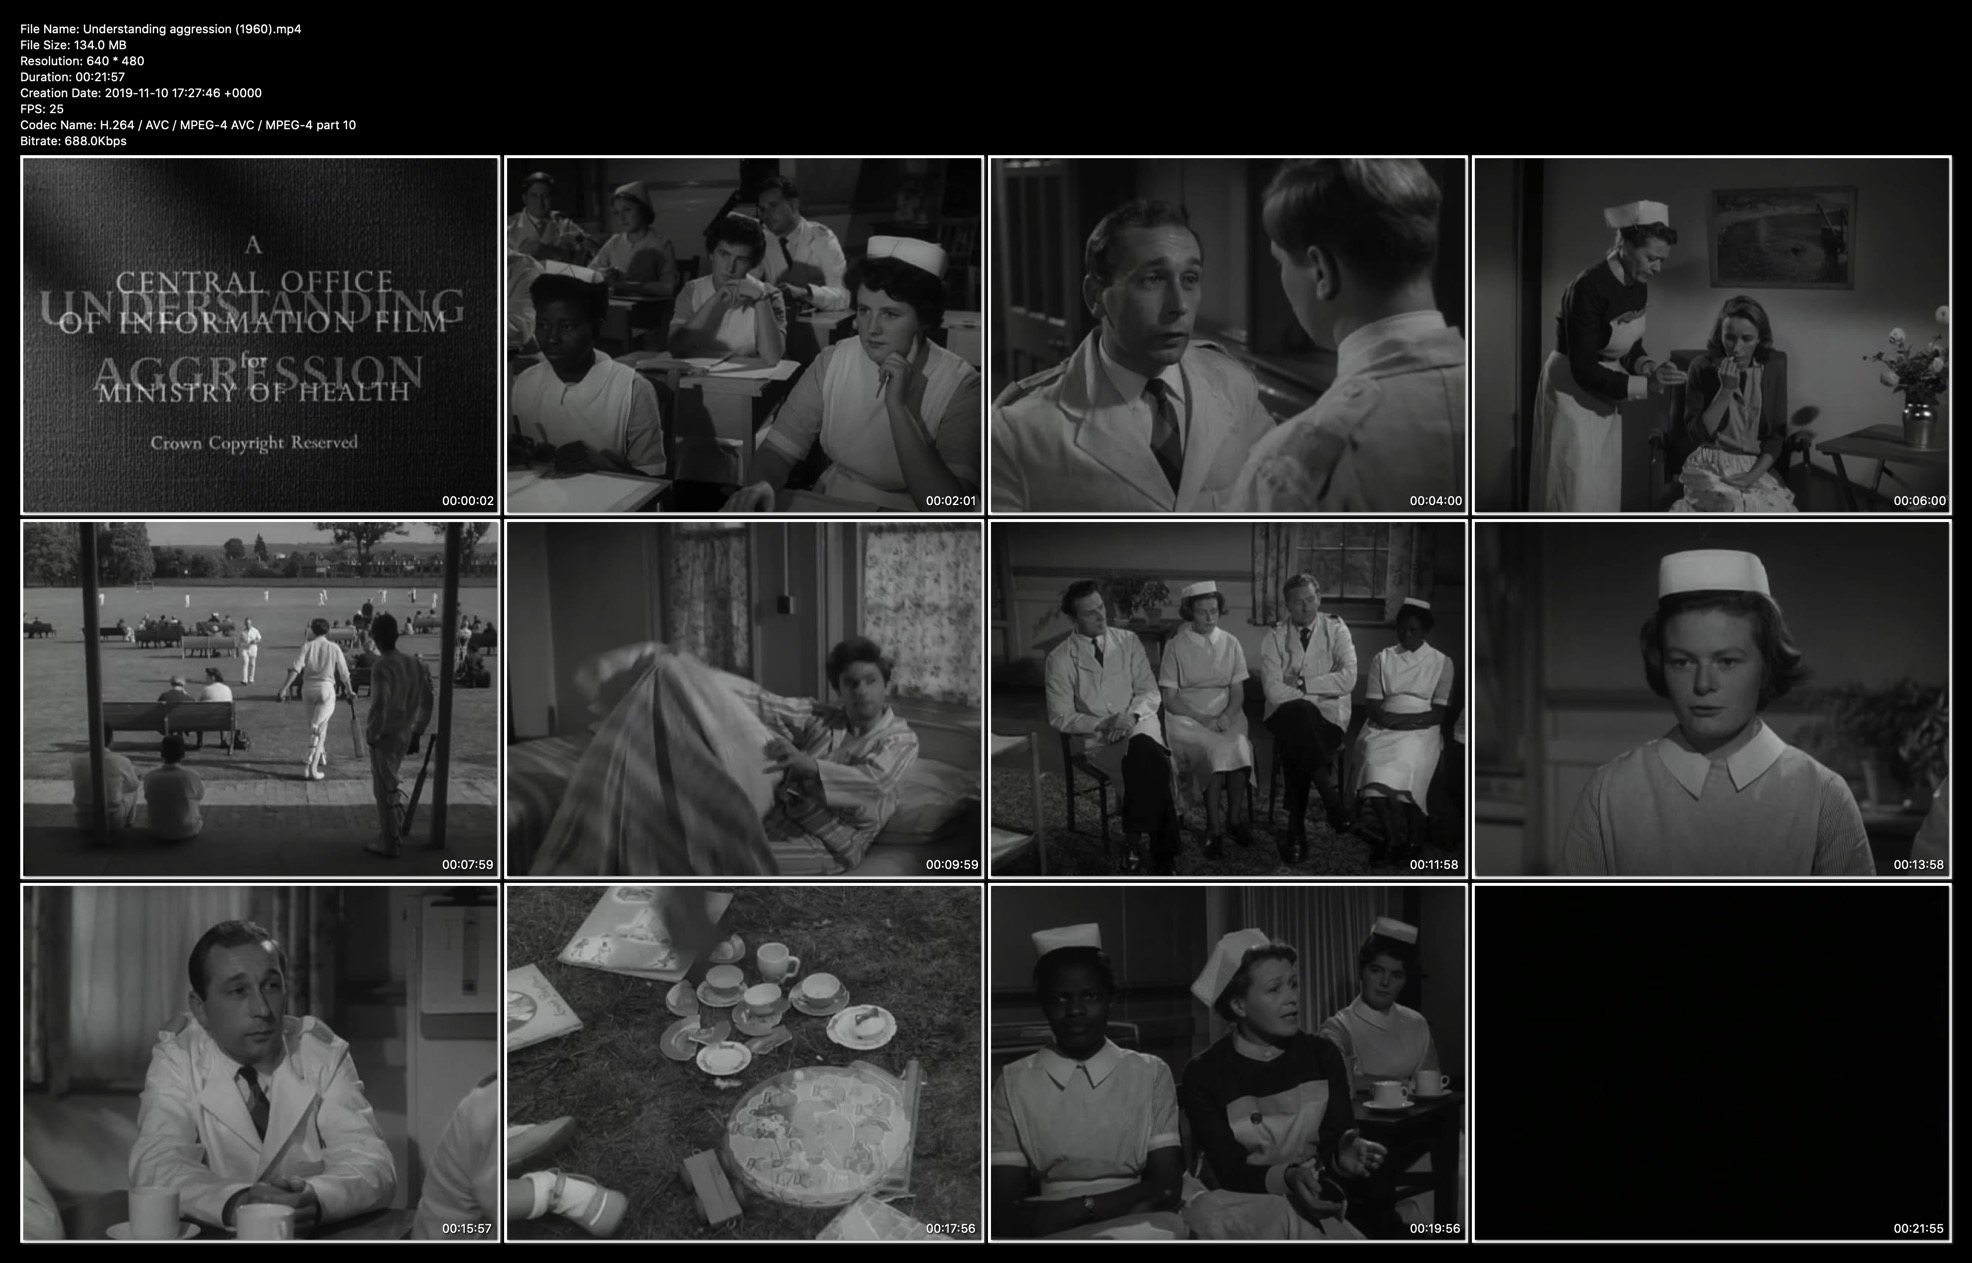 File Name: Understanding aggression (1960).mp4
File Size: 134.0 MB
Resolution: 640 * 480
Duration: 00:21:57
Creation Date: 2019-11-10 17:27:46 +0000
FPS: 25
Codec Name: H.264 / AVC / MPEG-4 AVC / MPEG-4 part 10
Bitrate: 688.0Kbps
A
CENTRAL OFFICE
UNDERSTANDING
OF INFORMATION FILM
for
AGGRESSION
MINISTRY OF HEALTH
Crown Copyright Reserved
00:00:02
00:02:01
00:04:00
00:06:00
00:07:59
00:09:59
00:11:58
00:13:58
00:15:57
00:17:56
00:19:56
00:21:55